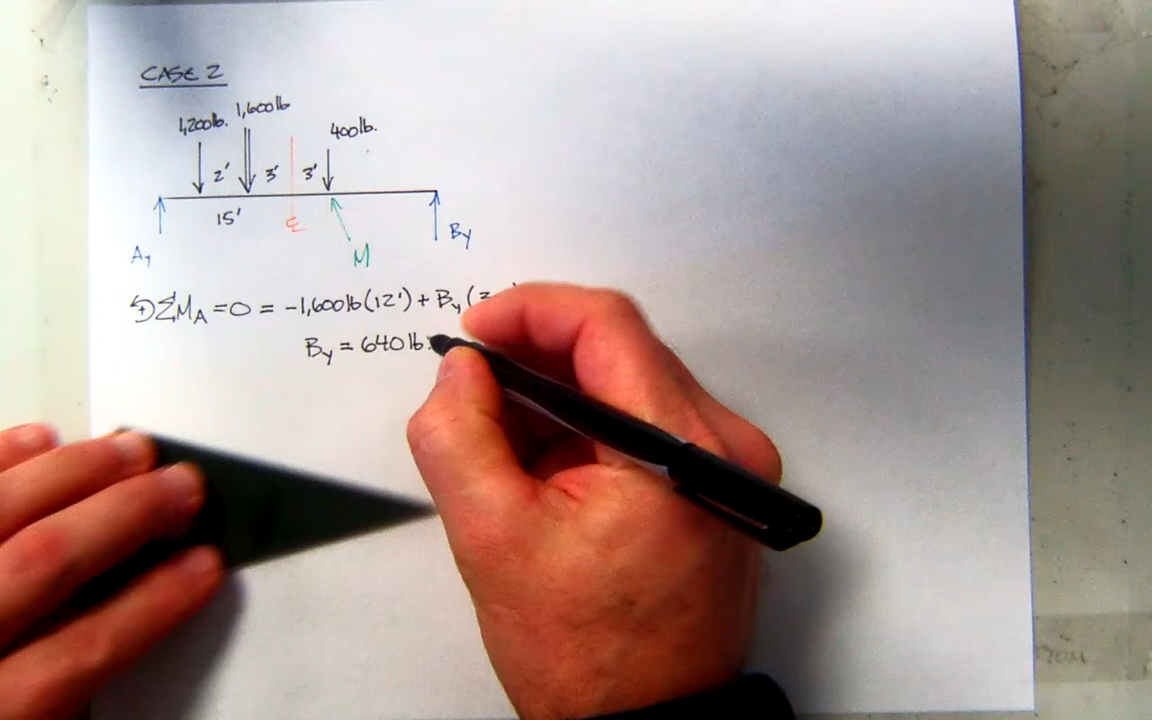 CASE 2
1,600lb
1,200lb. 400lb.
2' 3' 3'
15' ℄
Ay M By
↺ΣM_A = 0 = -1,600lb(12') + By(
By = 640lb.